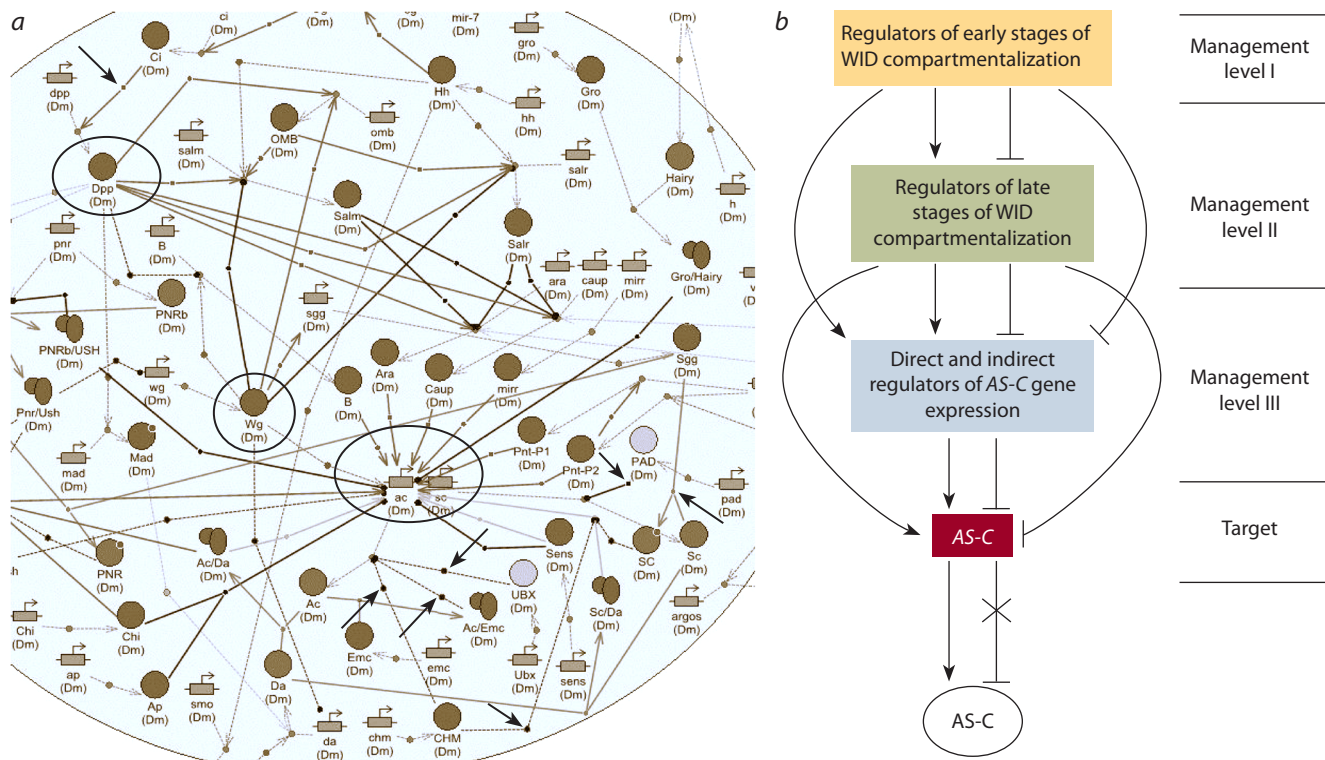 a
ci
(Dm)
mir-7
(Dm)
gro
(Dm)
(Dm)
Ci
(Dm)
dpp
(Dm)
Hh
(Dm)
Gro
(Dm)
hh
(Dm)
OMB
(Dm)
omb
(Dm)
salm
(Dm)
salr
(Dm)
Hairy
(Dm)
h
(Dm)
Dpp
(Dm)
Salm
(Dm)
Salr
(Dm)
pnr
(Dm)
B
(Dm)
ara
(Dm)
caup
(Dm)
mirr
(Dm)
Gro/Hairy
(Dm)
PNRb
(Dm)
sgg
(Dm)
PNRb/USH
(Dm)
Sgg
(Dm)
wg
(Dm)
Ara
(Dm)
Caup
(Dm)
mirr
(Dm)
B
(Dm)
Pnr/Ush
(Dm)
Wg
(Dm)
Mad
(Dm)
mad
(Dm)
Pnt-P1
(Dm)
Pnt-P2
(Dm)
PAD
(Dm)
pad
(Dm)
ac
(Dm)
sc
(Dm)
PNR
(Dm)
Ac/Da
(Dm)
Sens
(Dm)
SC
(Dm)
Sc
(Dm)
UBX
(Dm)
Ac
(Dm)
Ac/Emc
(Dm)
Sc/Da
(Dm)
argos
(Dm)
Chi
(Dm)
Chi
(Dm)
Emc
(Dm)
emc
(Dm)
Ubx
(Dm)
sens
(Dm)
ap
(Dm)
Ap
(Dm)
smo
(Dm)
Da
(Dm)
da
(Dm)
chm
(Dm)
CHM
(Dm)
b
Regulators of early stages of
WID compartmentalization
Management
level I
Regulators of late
stages of WID
compartmentalization
Management
level II
Direct and indirect
regulators of AS-C gene
expression
Management
level III
AS-C
Target
AS-C